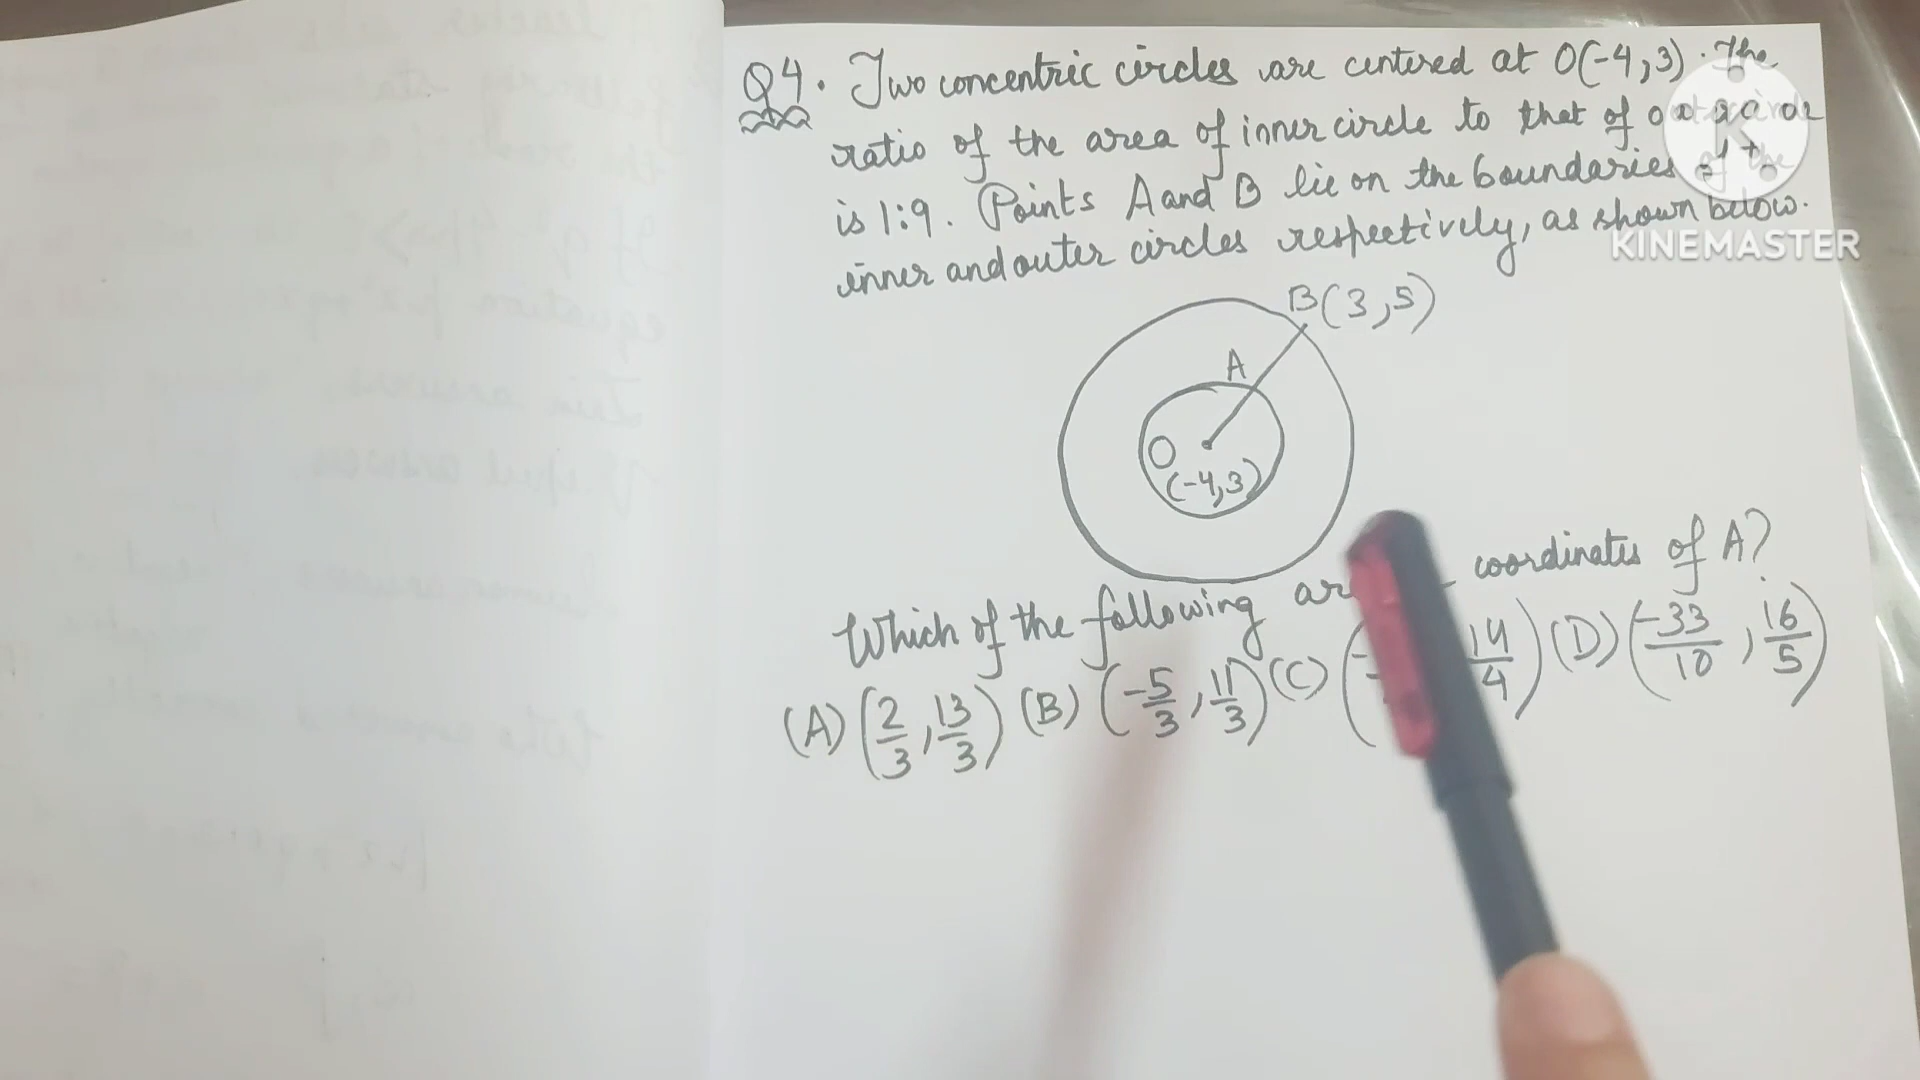 Q4. Two concentric circles are centered at O(-4,3). The
ratio of the area of inner circle to that of
is 1:9. Points A and B lie on the boundaries of the
inner and outer circles respectively, as shown below.
KINEMASTER
B(3,5)
A
O
(-4,3)
Which of the following coordinates of A?
(A) (2/3, 13/3) (B) (-5/3, 11/3) (C) ( 14/4) (D) (-33/10, 16/5)